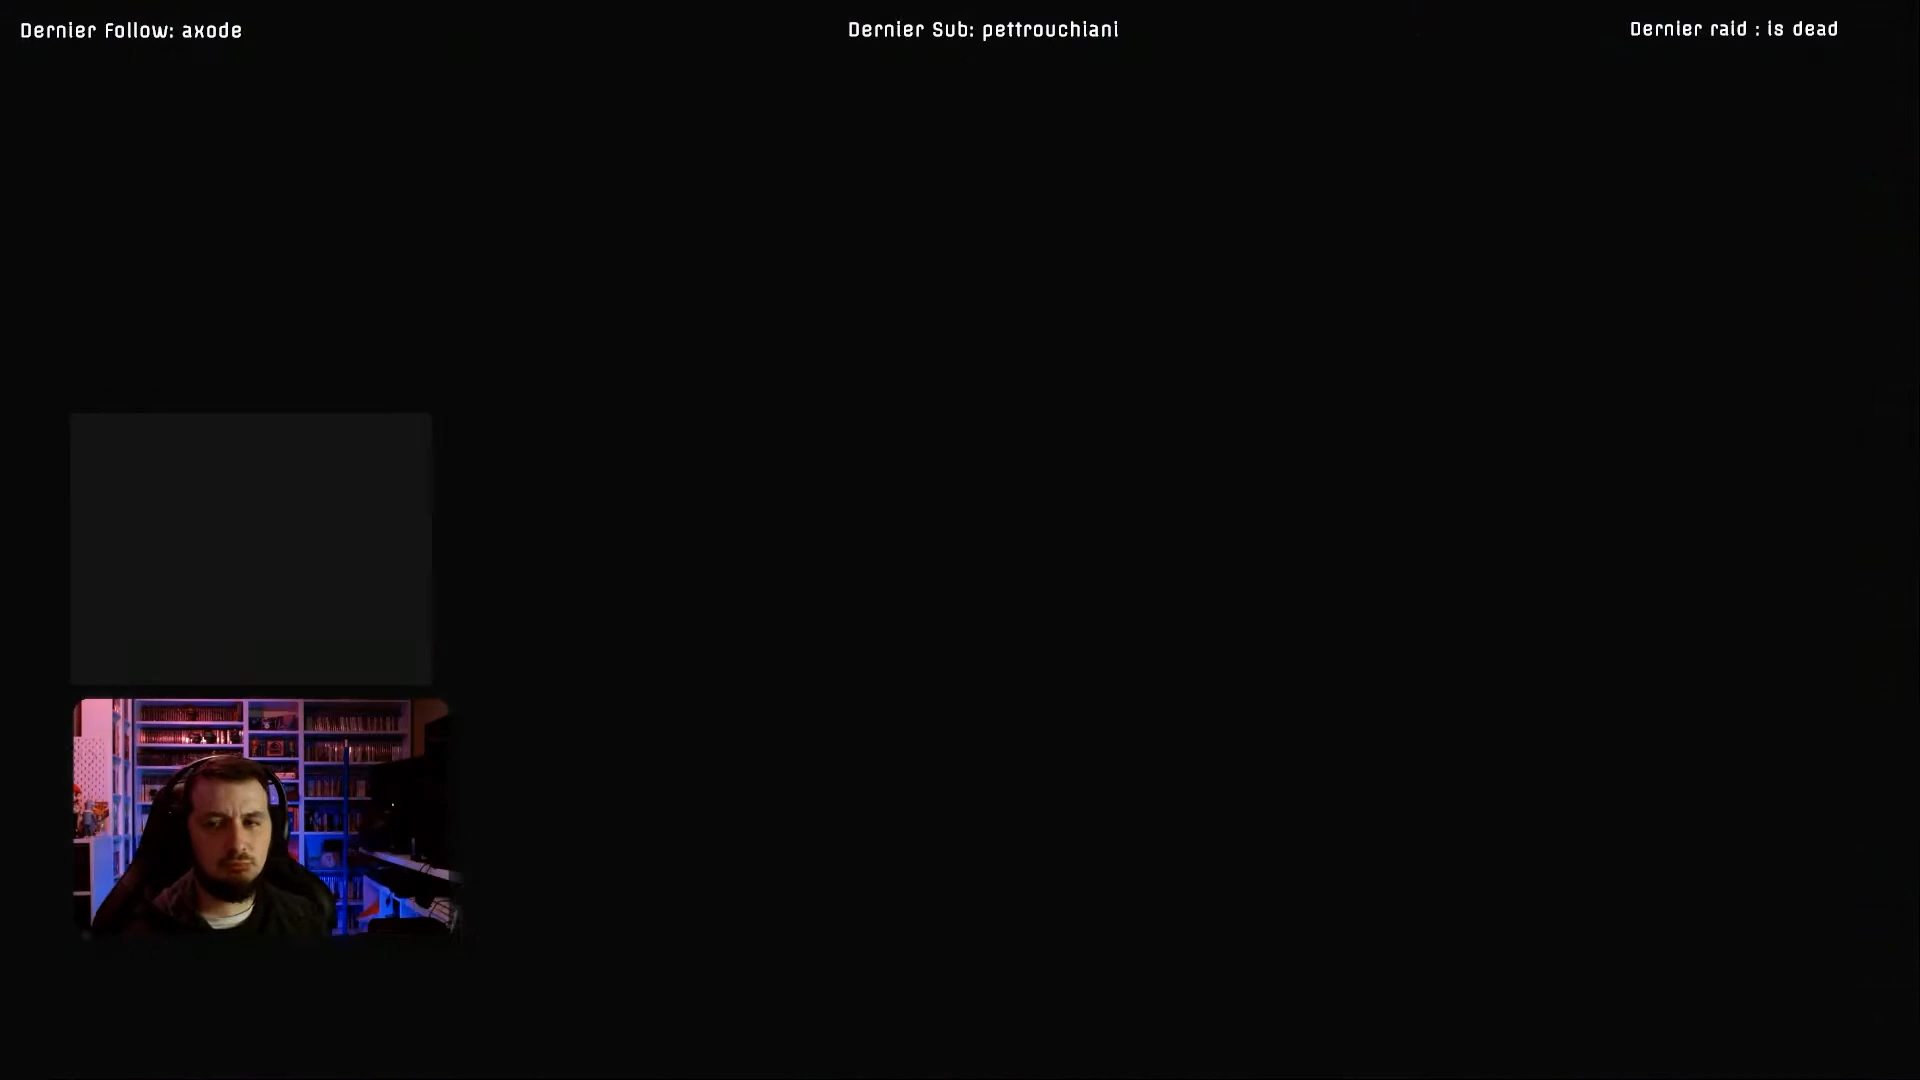 Dernier Follow: axode
Dernier Sub: pettrouchiani
Dernier raid : is dead